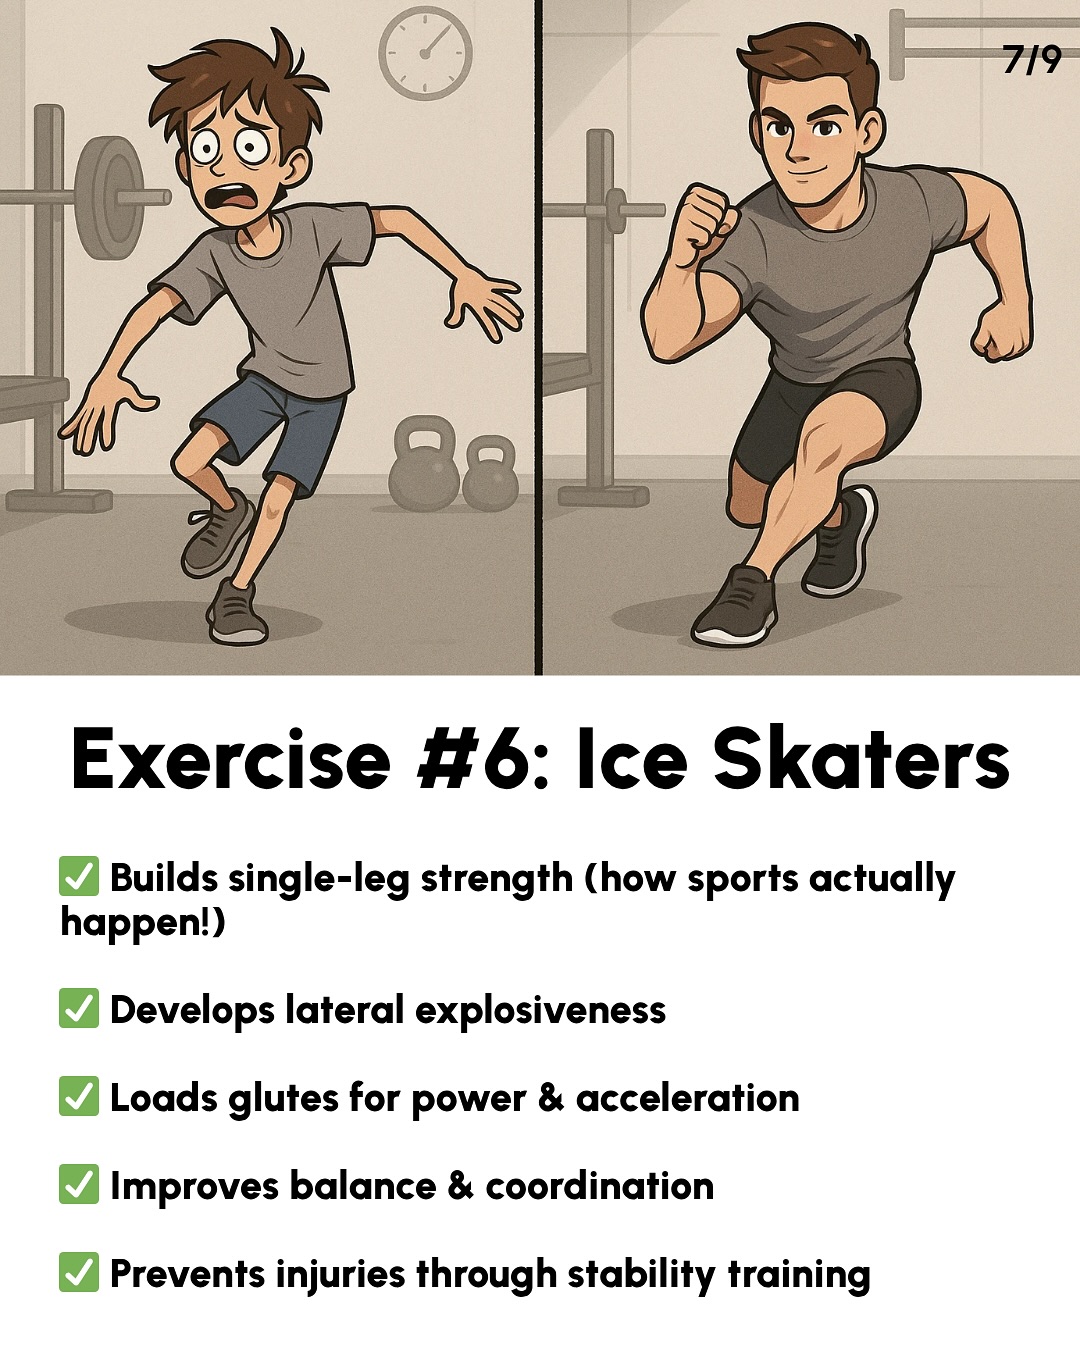 7/9
Exercise #6: Ice Skaters
✅ Builds single-leg strength (how sports actually
happen!)
✅ Develops lateral explosiveness
✅ Loads glutes for power & acceleration
✅ Improves balance & coordination
✅ Prevents injuries through stability training